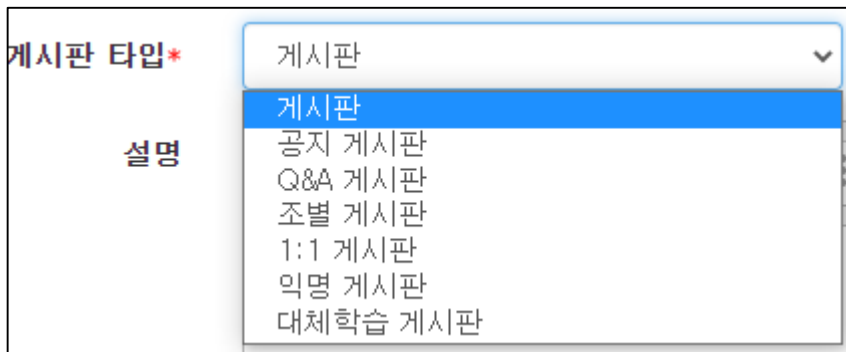 게시판 타입* 게시판
게시판
설명
공지 게시판
Q&A 게시판
조별 게시판
1:1 게시판
익명 게시판
대체학습 게시판